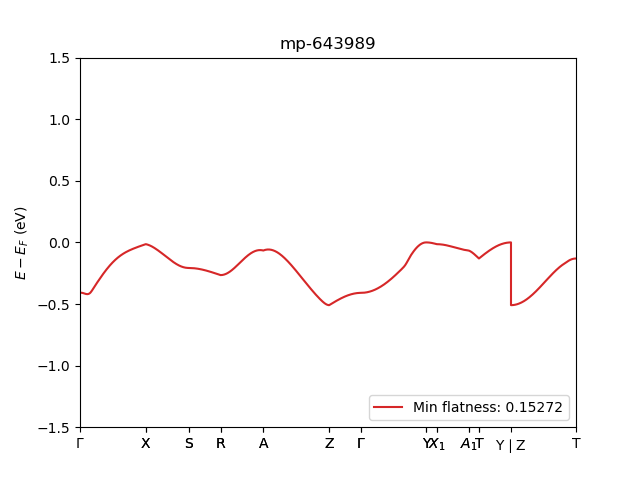 mp-643989
1.5
1.0
0.5
0.0
−0.5
−1.0
−1.5
E − E_F (eV)
Min flatness: 0.15272
Γ X S R A Z Γ Y X₁ A₁ T Y | Z T